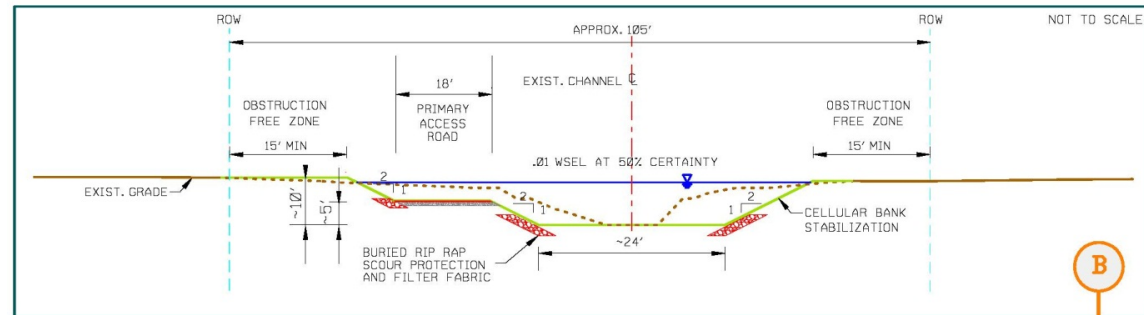 ROW
ROW
NOT TO SCALE
APPROX. 105'
EXIST. CHANNEL ℄
18'
PRIMARY
ACCESS
ROAD
OBSTRUCTION
FREE ZONE
15' MIN
OBSTRUCTION
FREE ZONE
15' MIN
.01 WSEL AT 50% CERTAINTY
EXIST. GRADE
~10'
~5'
2
1
2
1
1
2
~24'
CELLULAR BANK
STABILIZATION
BURIED RIP RAP
SCOUR PROTECTION
AND FILTER FABRIC
B